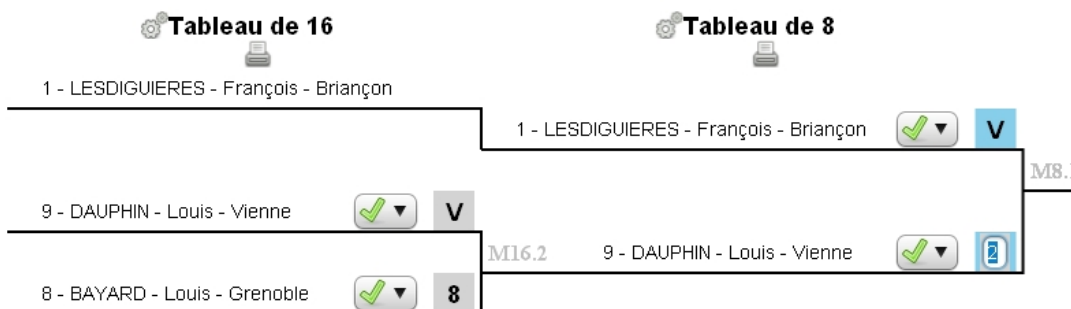 Tableau de 16
Tableau de 8
1 - LESDIGUIERES - François - Briançon
1 - LESDIGUIERES - François - Briançon V
M8.
9 - DAUPHIN - Louis - Vienne V
M16.2
9 - DAUPHIN - Louis - Vienne 2
8 - BAYARD - Louis - Grenoble 8